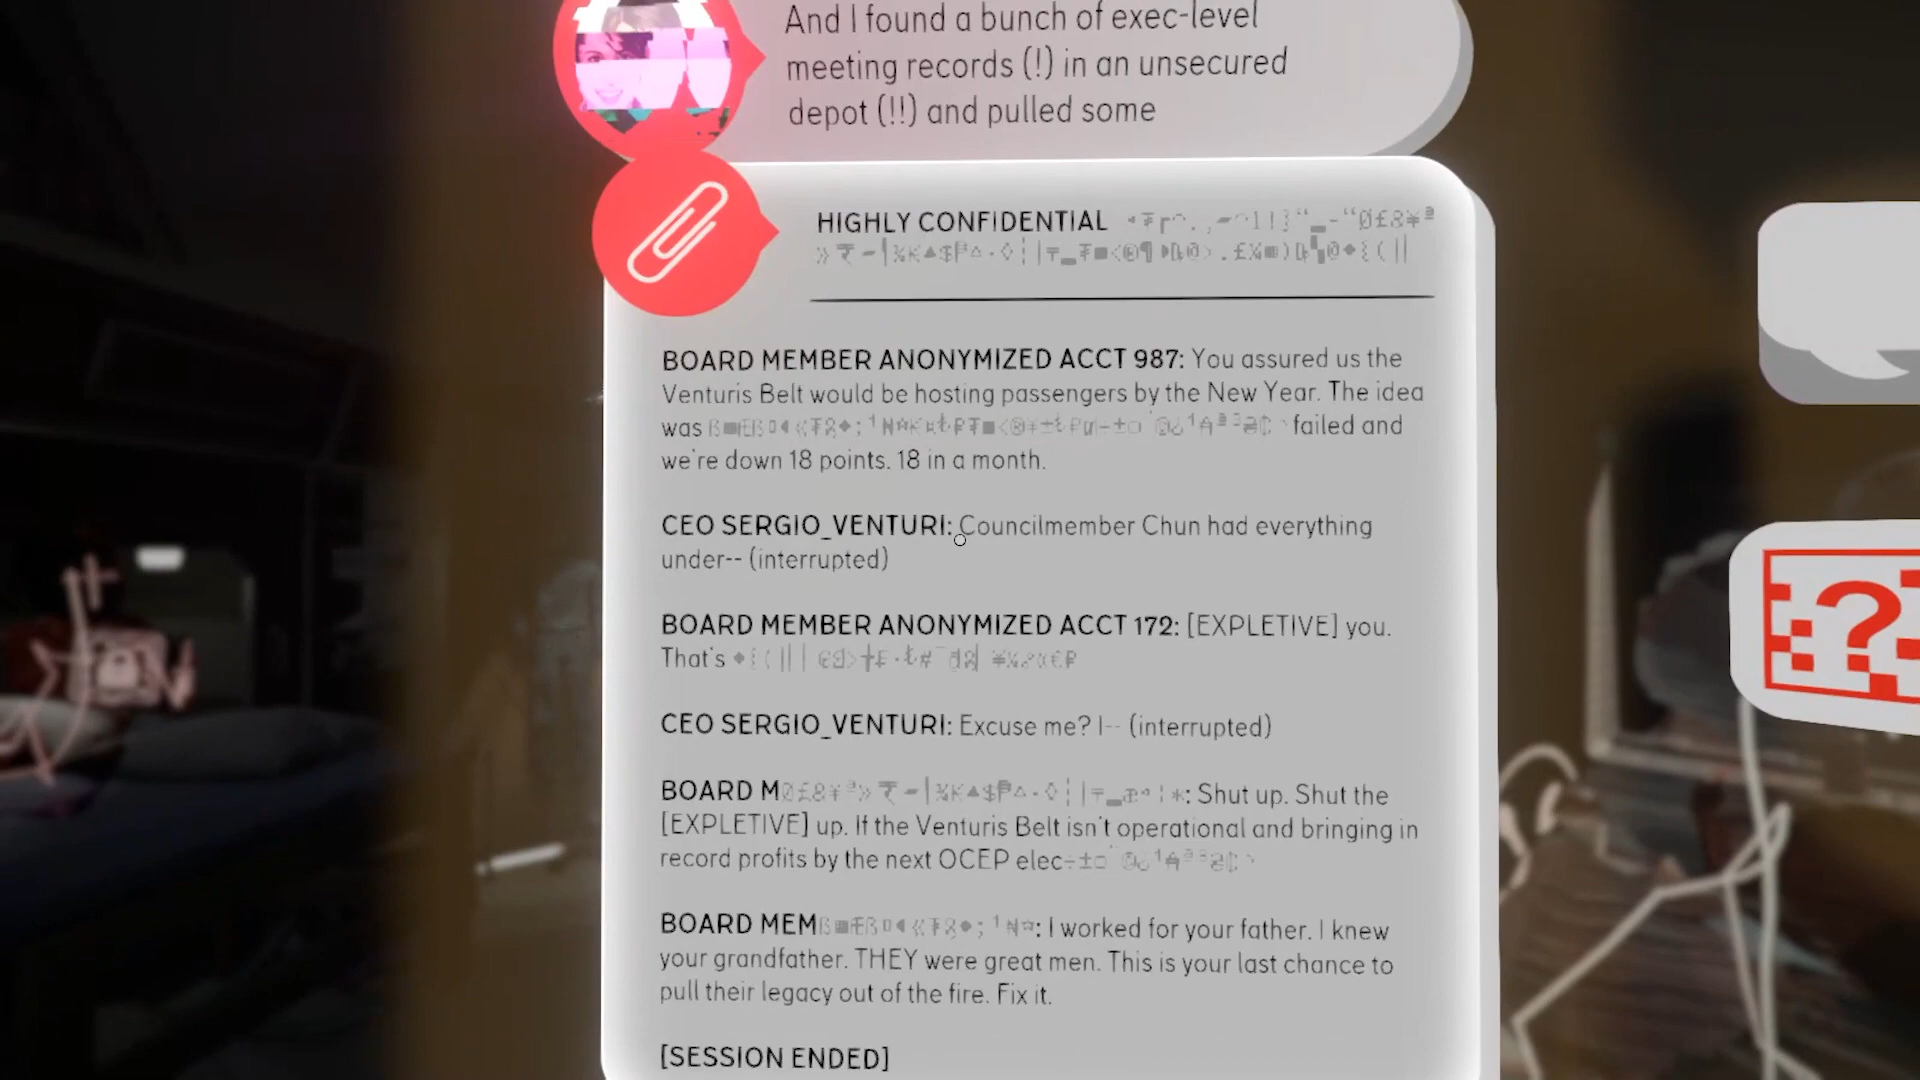 And I found a bunch of exec-level
meeting records (!) in an unsecured
depot (!!) and pulled some
HIGHLY CONFIDENTIAL
BOARD MEMBER ANONYMIZED ACCT 987: You assured us the
Venturis Belt would be hosting passengers by the New Year. The idea
was failed and
we're down 18 points. 18 in a month.
CEO SERGIO_VENTURI: Councilmember Chun had everything
under-- (interrupted)
BOARD MEMBER ANONYMIZED ACCT 172: [EXPLETIVE] you.
That's
CEO SERGIO_VENTURI: Excuse me? I-- (interrupted)
BOARD M : Shut up. Shut the
[EXPLETIVE] up. If the Venturis Belt isn't operational and bringing in
record profits by the next OCEP elec
BOARD MEM : I worked for your father. I knew
your grandfather. THEY were great men. This is your last chance to
pull their legacy out of the fire. Fix it.
[SESSION ENDED]
?